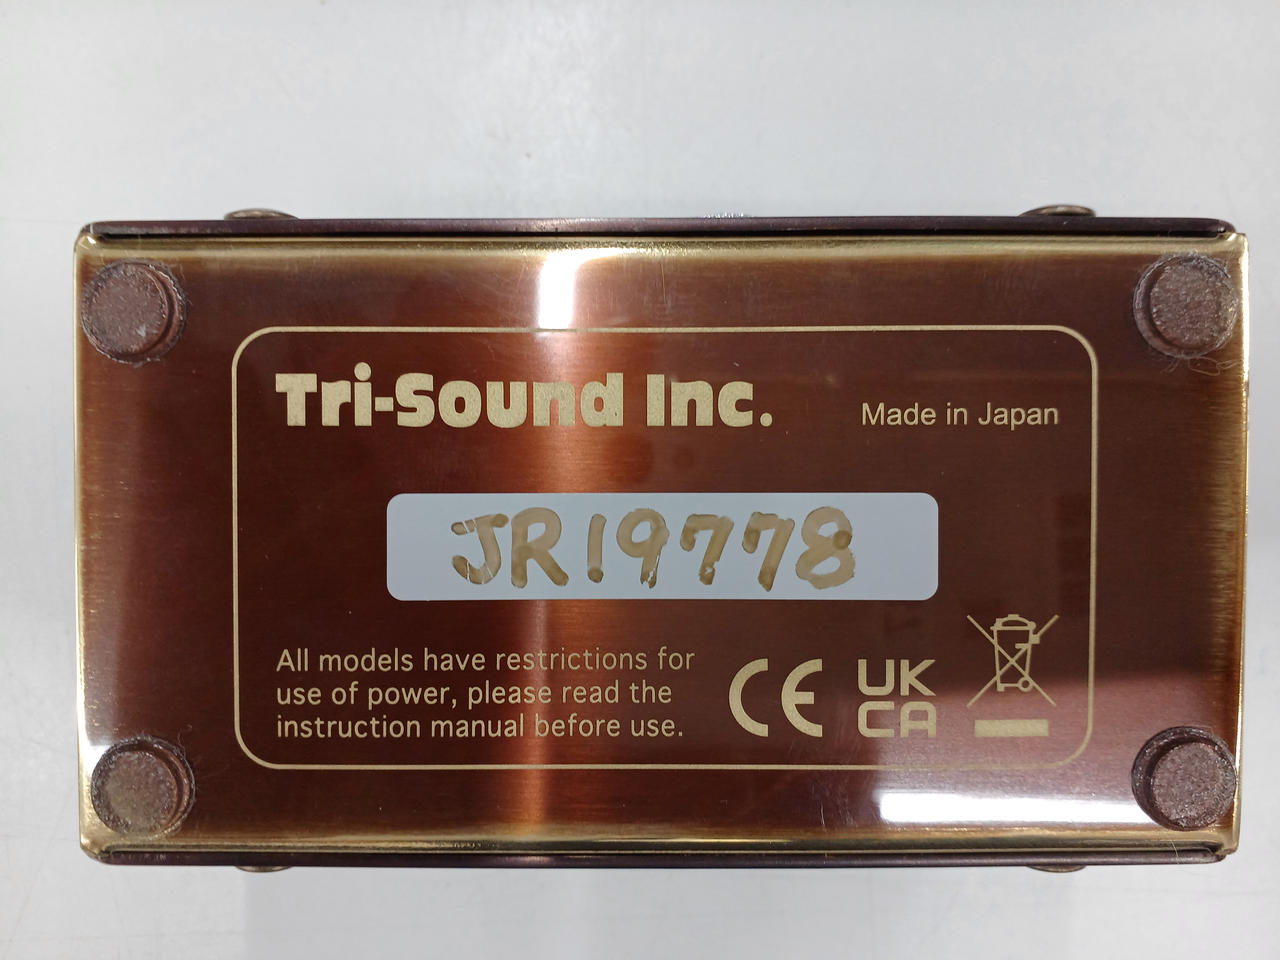 Tri-Sound Inc.
Made in Japan
JR19778
All models have restrictions for
use of power, please read the
instruction manual before use.
CE
UK
CA